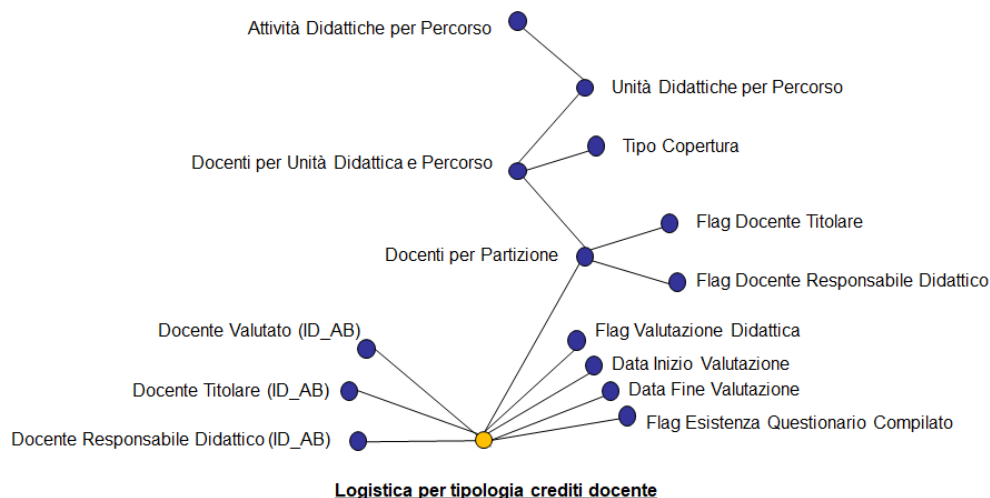 Attività Didattiche per Percorso
Unità Didattiche per Percorso
Tipo Copertura
Docenti per Unità Didattica e Percorso
Flag Docente Titolare
Docenti per Partizione
Flag Docente Responsabile Didattico
Docente Valutato (ID_AB)
Flag Valutazione Didattica
Data Inizio Valutazione
Docente Titolare (ID_AB)
Data Fine Valutazione
Flag Esistenza Questionario Compilato
Docente Responsabile Didattico (ID_AB)
Logistica per tipologia crediti docente